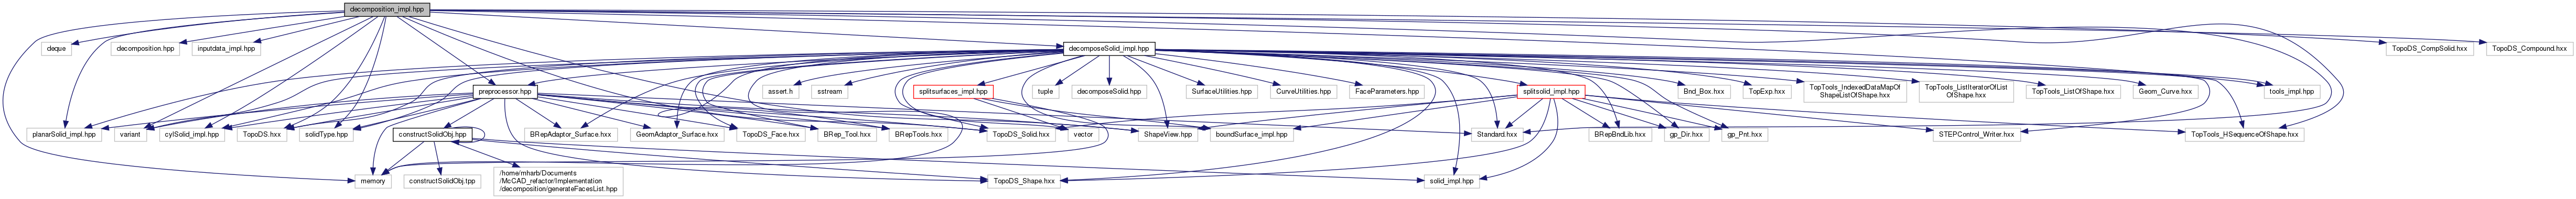 decomposition_impl.hpp
deque
decomposition.hpp
inputdata_impl.hpp
decomposeSolid_impl.hpp
TopoDS_CompSolid.hxx
TopoDS_Compound.hxx
preprocessor.hpp
assert.h
sstream
splitsurfaces_impl.hpp
tuple
decomposeSolid.hpp
SurfaceUtilities.hpp
CurveUtilities.hpp
FaceParameters.hpp
splitsolid_impl.hpp
Bnd_Box.hxx
TopExp.hxx
TopTools_IndexedDataMapOf
ShapeListOfShape.hxx
TopTools_ListIteratorOfList
OfShape.hxx
TopTools_ListOfShape.hxx
Geom_Curve.hxx
tools_impl.hpp
planarSolid_impl.hpp
variant
cylSolid_impl.hpp
TopoDS.hxx
solidType.hpp
constructSolidObj.hpp
BRepAdaptor_Surface.hxx
GeomAdaptor_Surface.hxx
TopoDS_Face.hxx
BRep_Tool.hxx
BRepTools.hxx
TopoDS_Solid.hxx
vector
ShapeView.hpp
boundSurface_impl.hpp
Standard.hxx
BRepBndLib.hxx
gp_Dir.hxx
gp_Pnt.hxx
STEPControl_Writer.hxx
TopTools_HSequenceOfShape.hxx
memory
constructSolidObj.tpp
/home/mharb/Documents
/McCAD_refactor/Implementation
/decomposition/generateFacesList.hpp
TopoDS_Shape.hxx
solid_impl.hpp